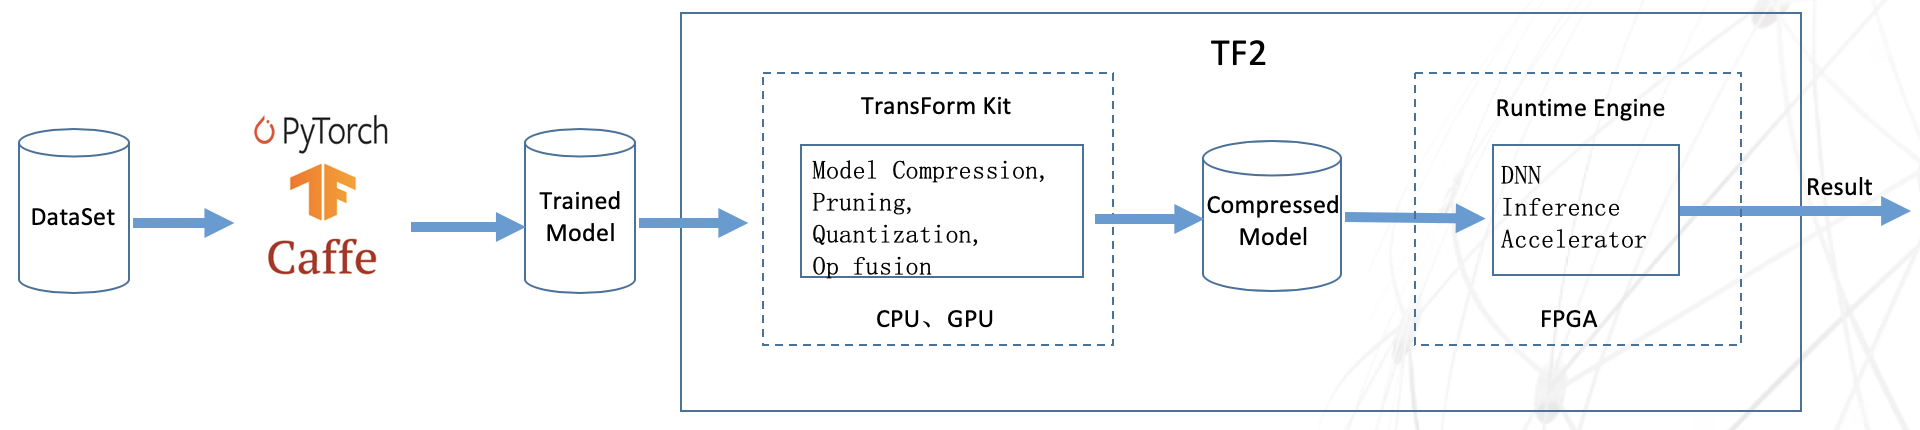 TF2
DataSet
PyTorch
Caffe
Trained
Model
TransForm Kit
Model Compression,
Pruning,
Quantization,
Op fusion
CPU、GPU
Compressed
Model
Runtime Engine
DNN
Inference
Accelerator
FPGA
Result